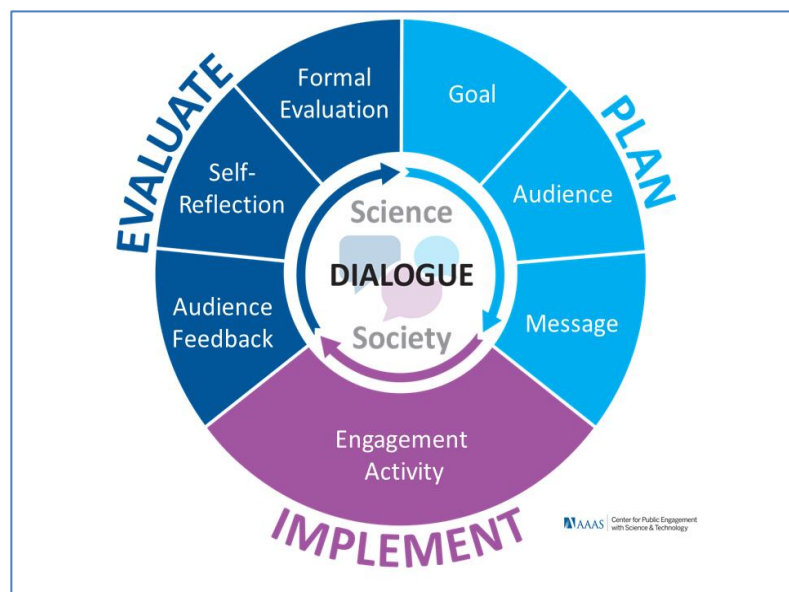 PLAN
Goal
Audience
Message
IMPLEMENT
Engagement
Activity
EVALUATE
Audience
Feedback
Self-
Reflection
Formal
Evaluation
Science
DIALOGUE
Society
AAAS
Center for Public Engagement
with Science & Technology